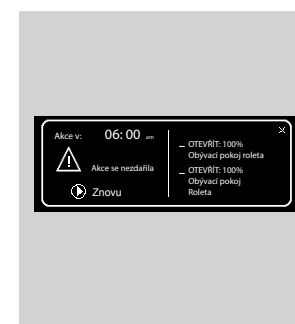 Akce v: 06:00 am
Akce se nezdařila
Znovu
– OTEVŘÍT: 100%
Obývací pokoj roleta
– OTEVŘÍT: 100%
Obývací pokoj
Roleta